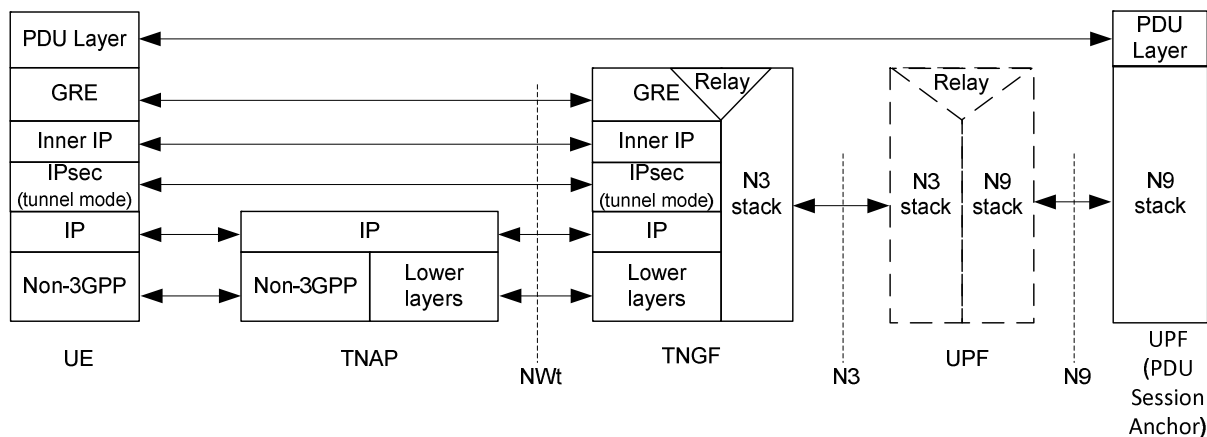 PDU Layer
PDU
Layer
GRE
GRE
Relay
Relay
Inner IP
Inner IP
IPsec
(tunnel mode)
IPsec
(tunnel mode)
N3
stack
N3
stack
N9
stack
N9
stack
IP
IP
IP
Non-3GPP
Non-3GPP
Lower
layers
Lower
layers
UE
TNAP
NWt
TNGF
N3
UPF
N9
UPF
(PDU
Session
Anchor)